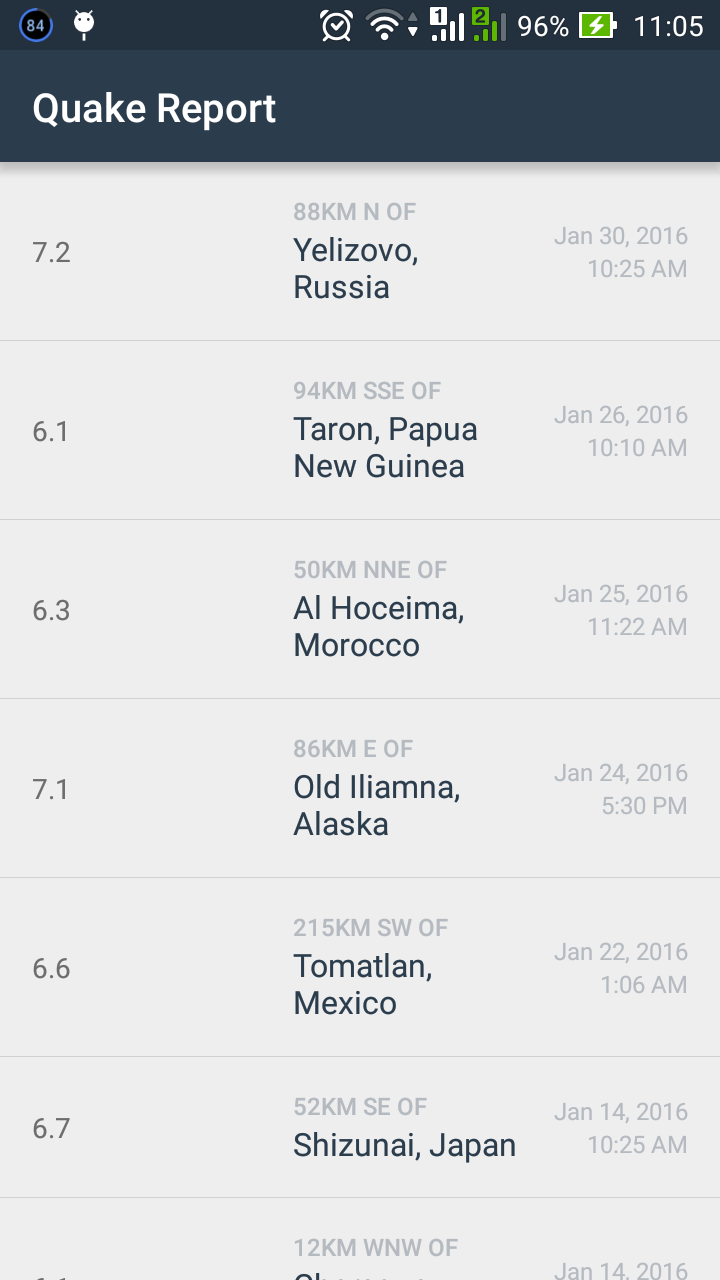 84
1
2
96%
11:05
Quake Report
7.2
88KM N OF
Yelizovo,
Russia
Jan 30, 2016
10:25 AM
6.1
94KM SSE OF
Taron, Papua
New Guinea
Jan 26, 2016
10:10 AM
6.3
50KM NNE OF
Al Hoceima,
Morocco
Jan 25, 2016
11:22 AM
7.1
86KM E OF
Old Iliamna,
Alaska
Jan 24, 2016
5:30 PM
6.6
215KM SW OF
Tomatlan,
Mexico
Jan 22, 2016
1:06 AM
6.7
52KM SE OF
Shizunai, Japan
Jan 14, 2016
10:25 AM
12KM WNW OF
Jan 14, 2016